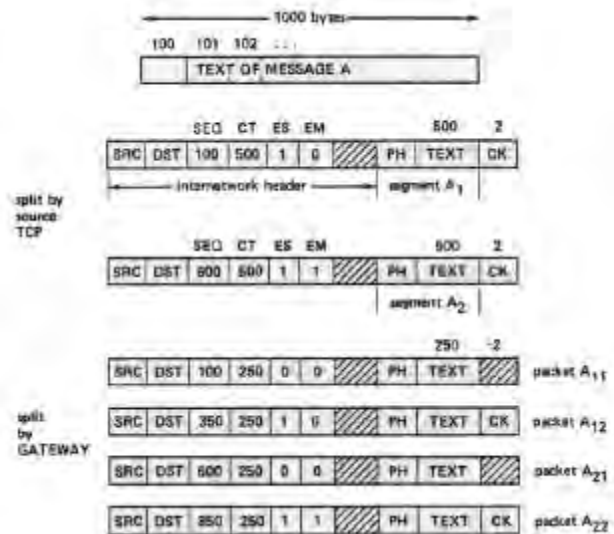 1000 bytes
100 101 102 ...
TEXT OF MESSAGE A
SEQ CT ES EM 500 2
SRC DST 100 500 1 0 PH TEXT CK
internetwork header segment A1
split by source TCP
SEQ CT ES EM 500 2
SRC DST 600 500 1 1 PH TEXT CK
segment A2
250 2
SRC DST 100 250 0 0 PH TEXT packet A11
split by GATEWAY
SRC DST 350 250 1 0 PH TEXT CK packet A12
SRC DST 600 250 0 0 PH TEXT packet A21
SRC DST 850 250 1 1 PH TEXT CK packet A22